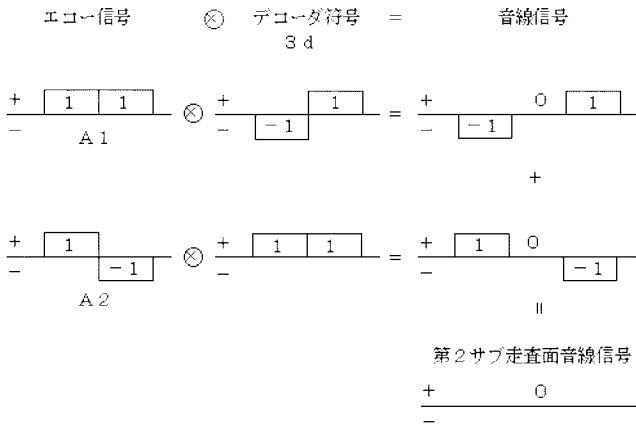 エコー信号 ⊗ デコーダ符号 = 音線信号
3d
+ 1 1 ⊗ + 1 = + 0 1
− − −1 − −1
A1
+
+ 1 ⊗ + 1 1 = + 1 0
− −1 − − −1
A2
=
第2サブ走査面音線信号
+ 0
−